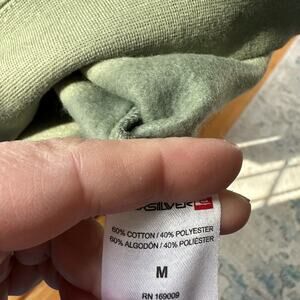 60% COTTON / 40% POLYESTER
60% ALGODÓN / 40% POLIÉSTER
M
RN 169009